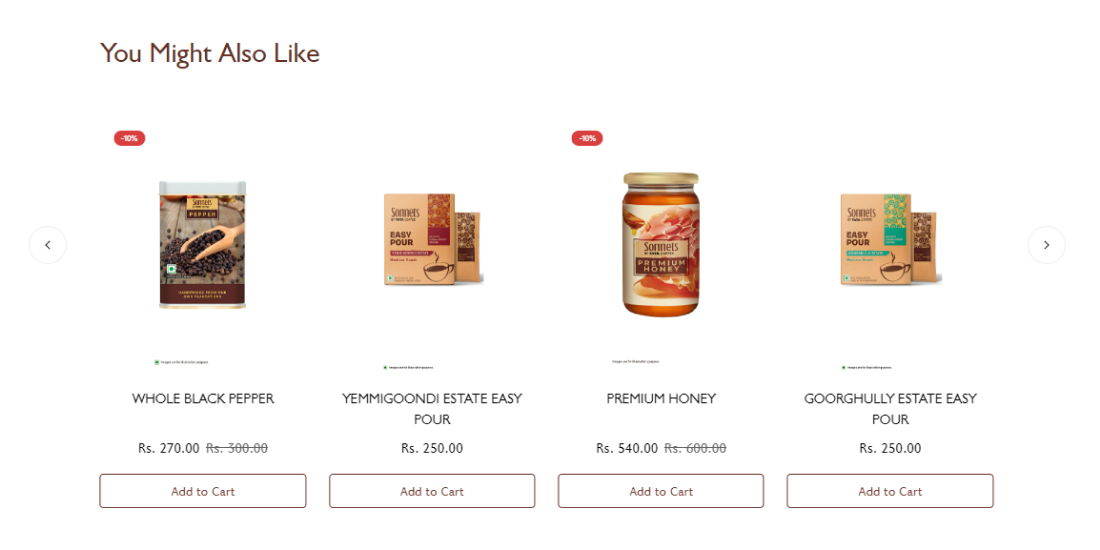 You Might Also Like
-10%
-10%
Sonnets
PEPPER
Sonnets
EASY
POUR
Sonnets
PREMIUM
HONEY
Sonnets
EASY
POUR
WHOLE BLACK PEPPER
YEMMIGOONDI ESTATE EASY
POUR
PREMIUM HONEY
GOORGHULLY ESTATE EASY
POUR
Rs. 270.00 Rs. 300.00
Rs. 250.00
Rs. 540.00 Rs. 600.00
Rs. 250.00
Add to Cart
Add to Cart
Add to Cart
Add to Cart